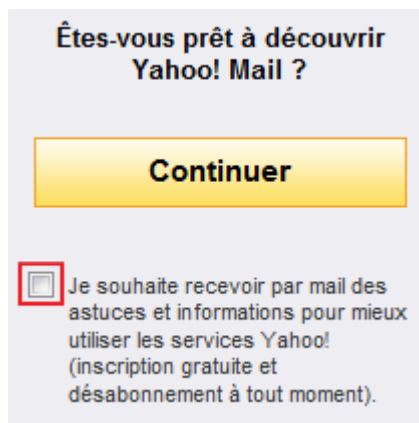 Êtes-vous prêt à découvrir
Yahoo! Mail ?
Continuer
Je souhaite recevoir par mail des
astuces et informations pour mieux
utiliser les services Yahoo!
(inscription gratuite et
désabonnement à tout moment).